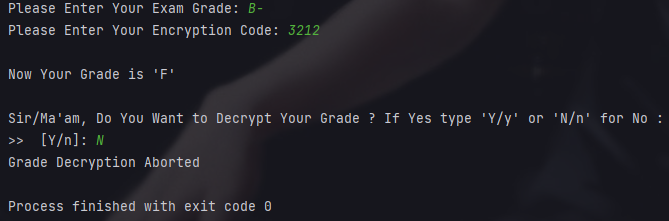 Please Enter Your Exam Grade: B-
Please Enter Your Encryption Code: 3212
Now Your Grade is 'F'
Sir/Ma'am, Do You Want to Decrypt Your Grade ? If Yes type 'Y/y' or 'N/n' for No :
>>  [Y/n]: N
Grade Decryption Aborted
Process finished with exit code 0